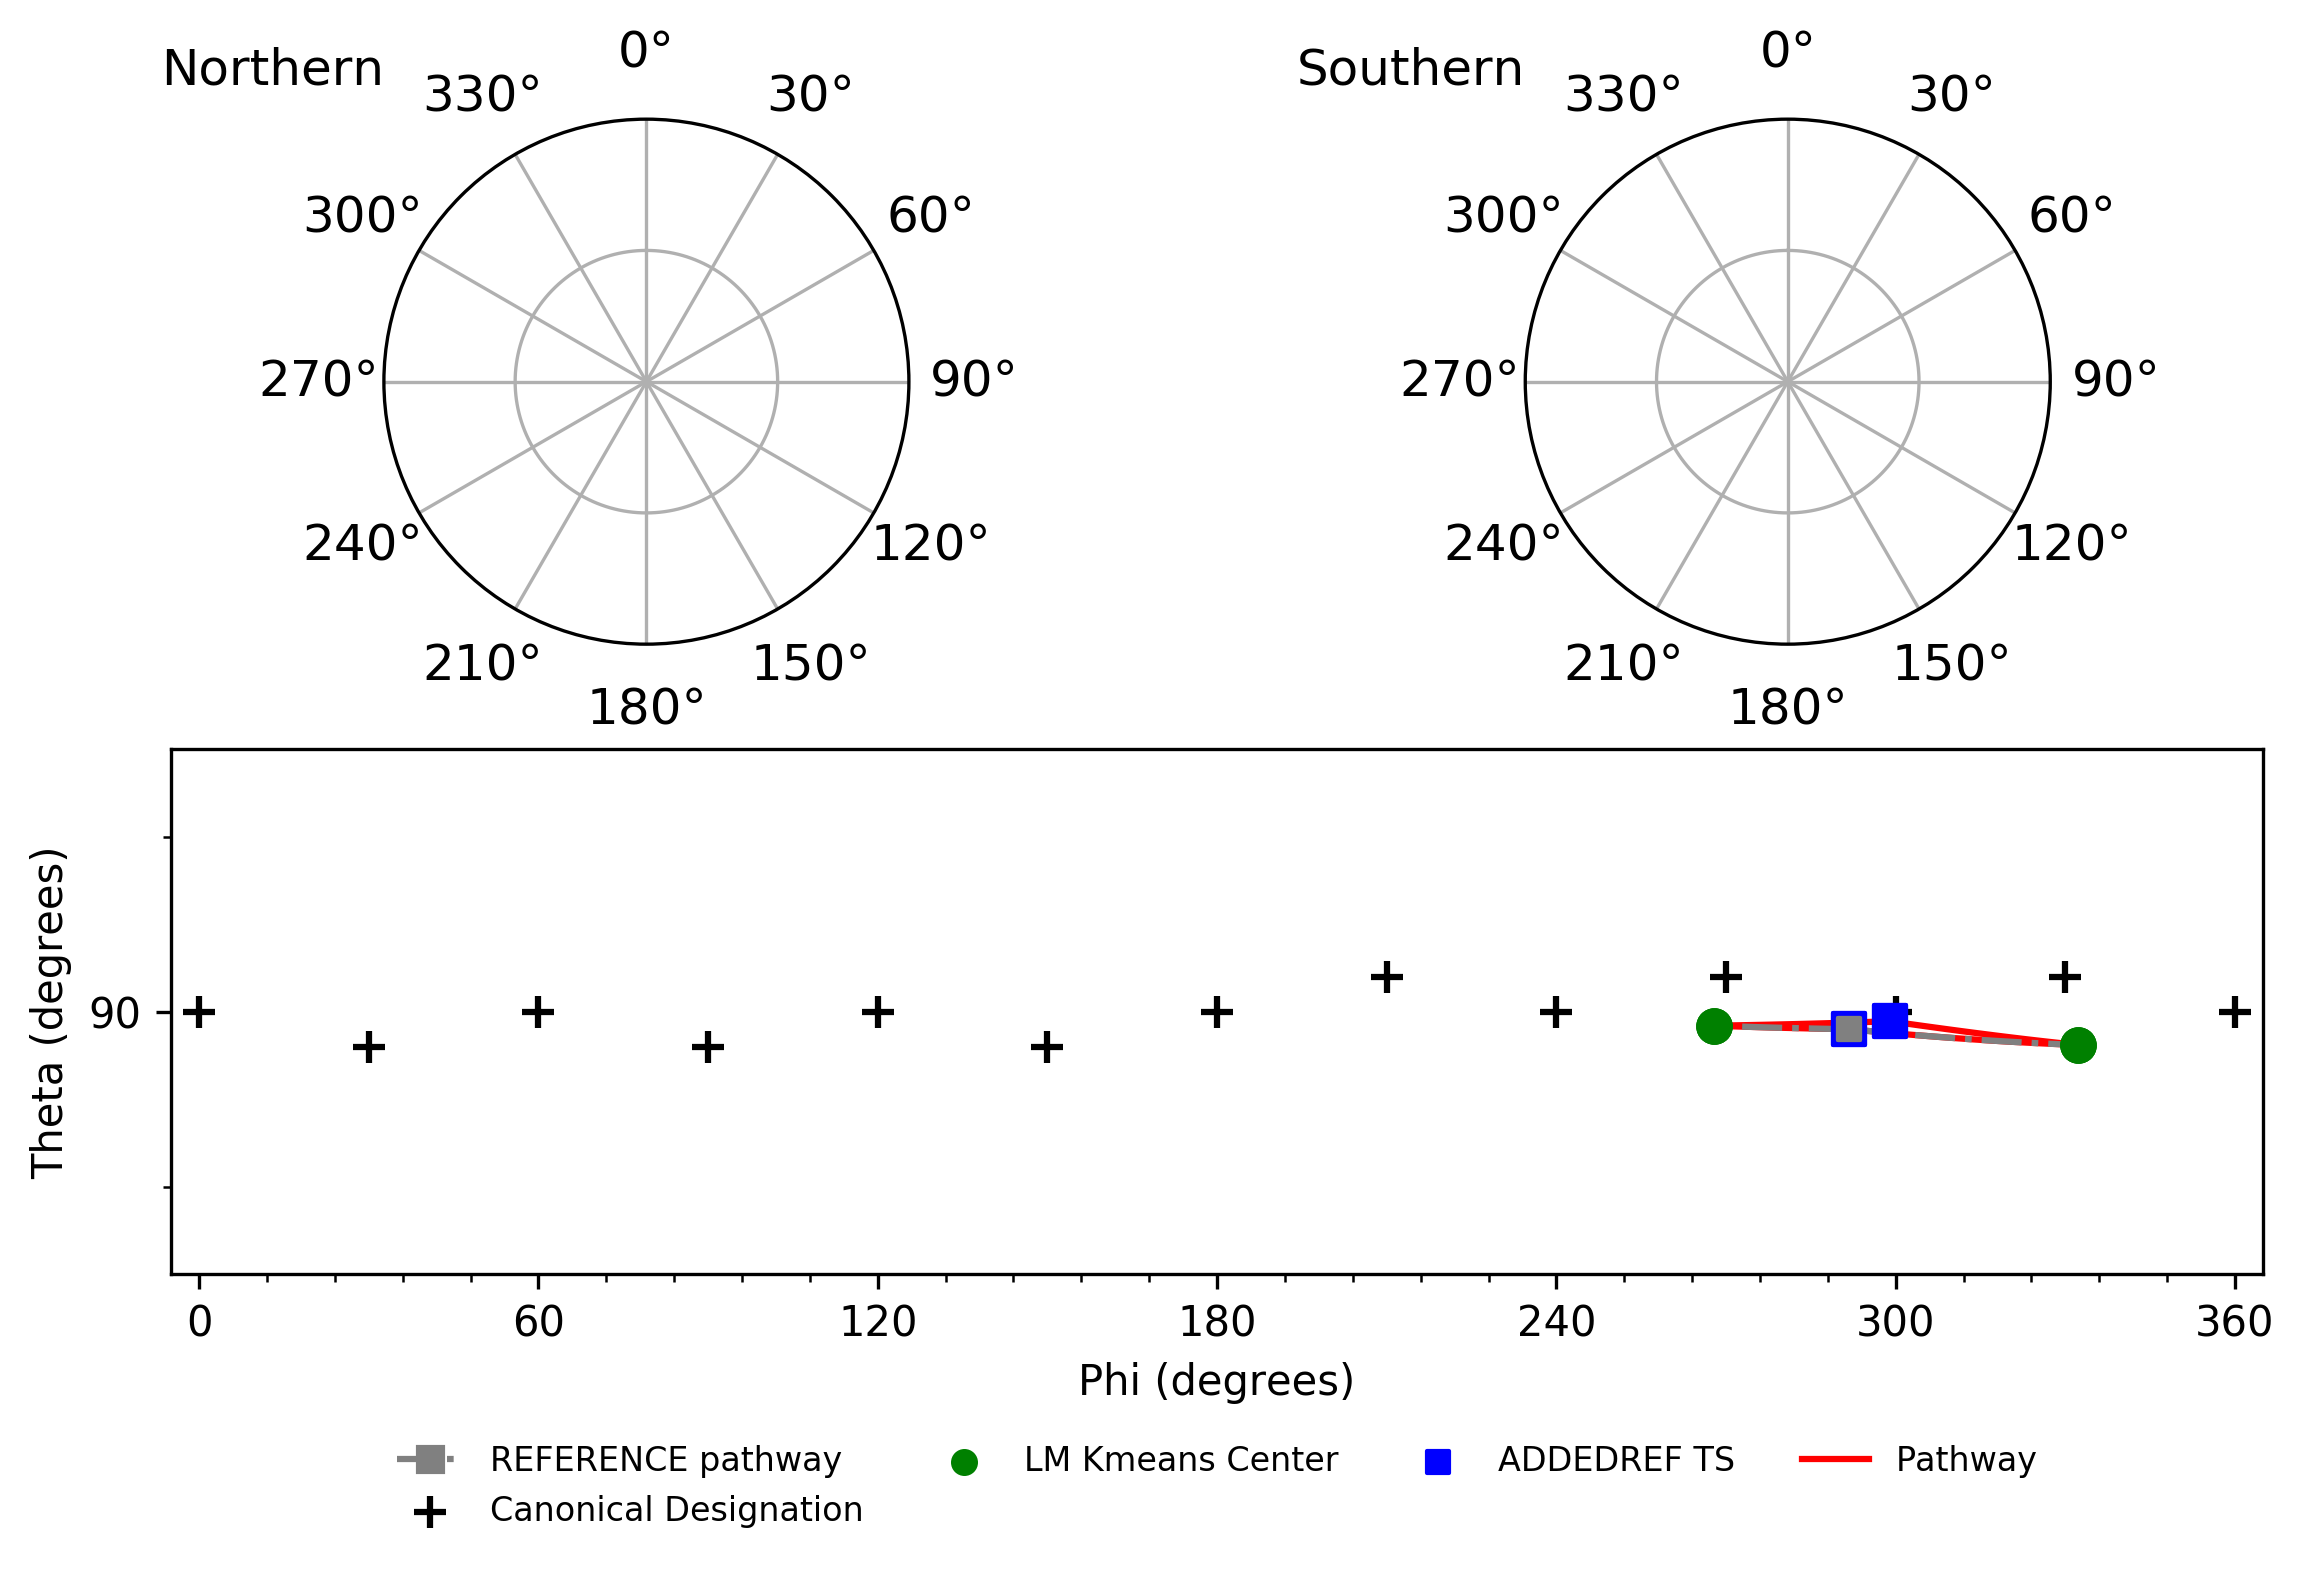 Northern
0°
330°
30°
300°
60°
270°
90°
240°
120°
210°
150°
180°
Southern
0°
330°
30°
300°
60°
270°
90°
240°
120°
210°
150°
180°
Theta (degrees)
90
0 60 120 180 240 300 360
Phi (degrees)
REFERENCE pathway
Canonical Designation
LM Kmeans Center
ADDEDREF TS
Pathway